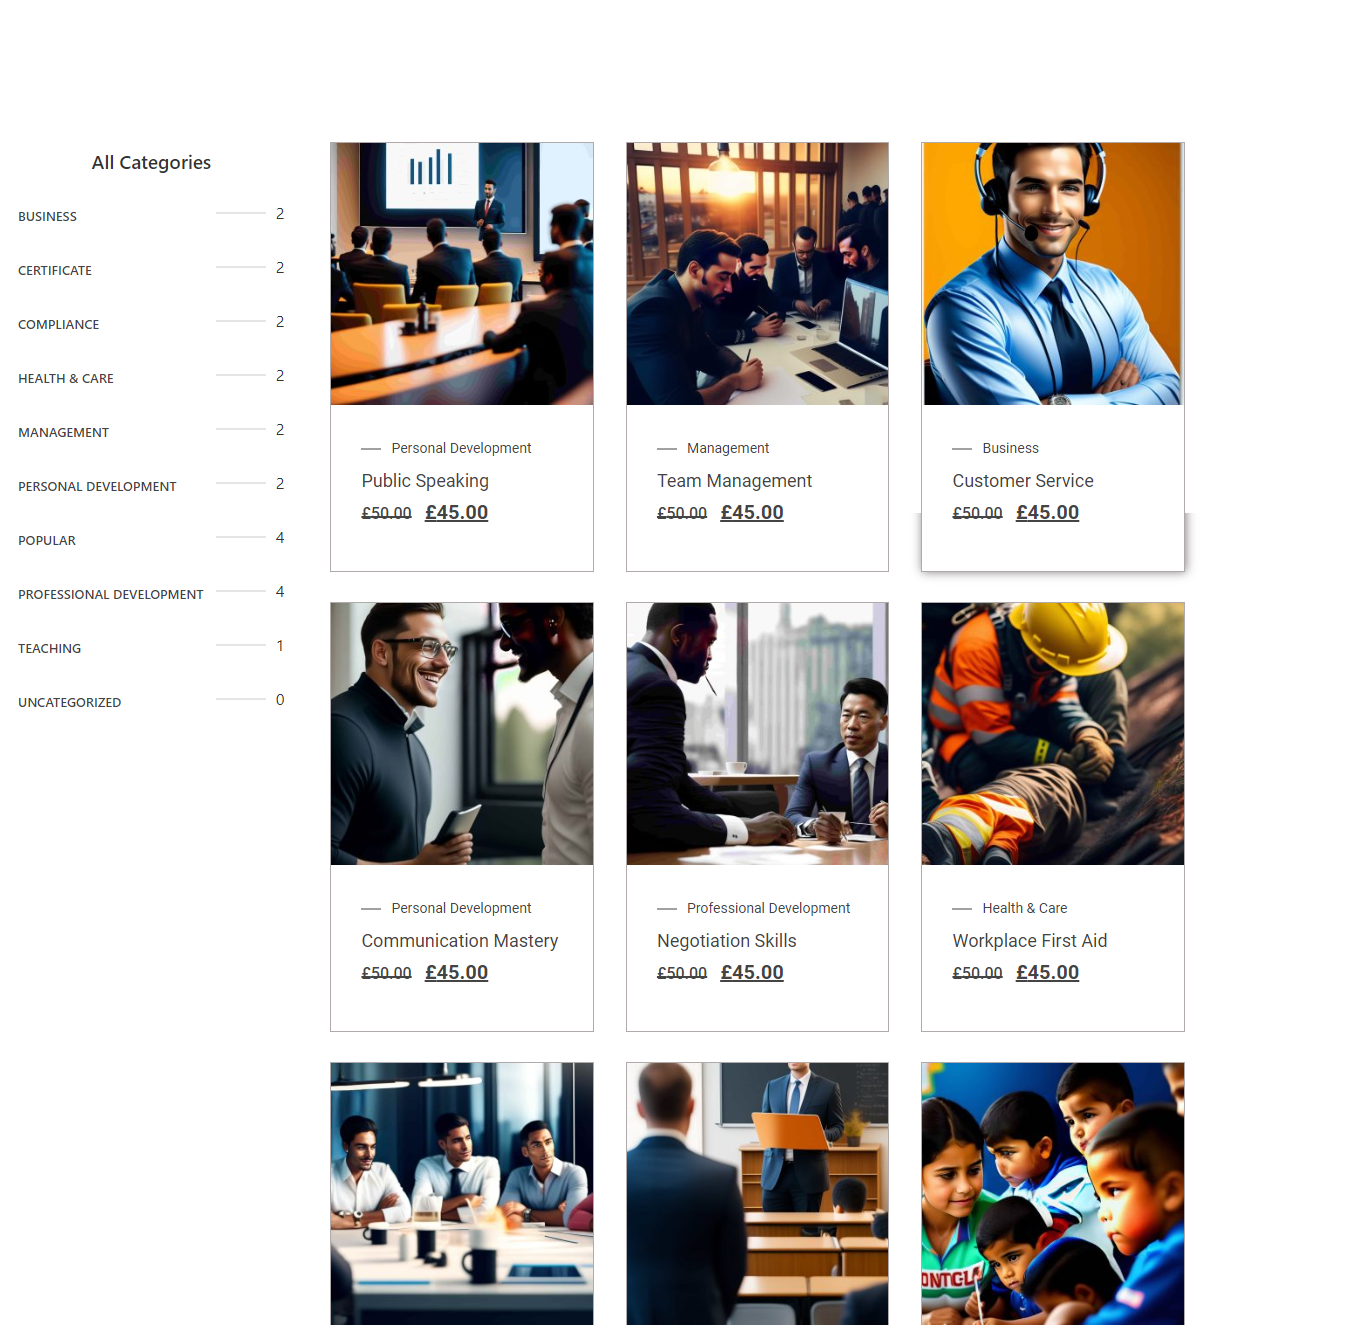 All Categories
BUSINESS 2
CERTIFICATE 2
COMPLIANCE 2
HEALTH & CARE 2
MANAGEMENT 2
PERSONAL DEVELOPMENT 2
POPULAR 4
PROFESSIONAL DEVELOPMENT 4
TEACHING 1
UNCATEGORIZED 0
Personal Development
Public Speaking
£50.00 £45.00
Management
Team Management
£50.00 £45.00
Business
Customer Service
£50.00 £45.00
Personal Development
Communication Mastery
£50.00 £45.00
Professional Development
Negotiation Skills
£50.00 £45.00
Health & Care
Workplace First Aid
£50.00 £45.00